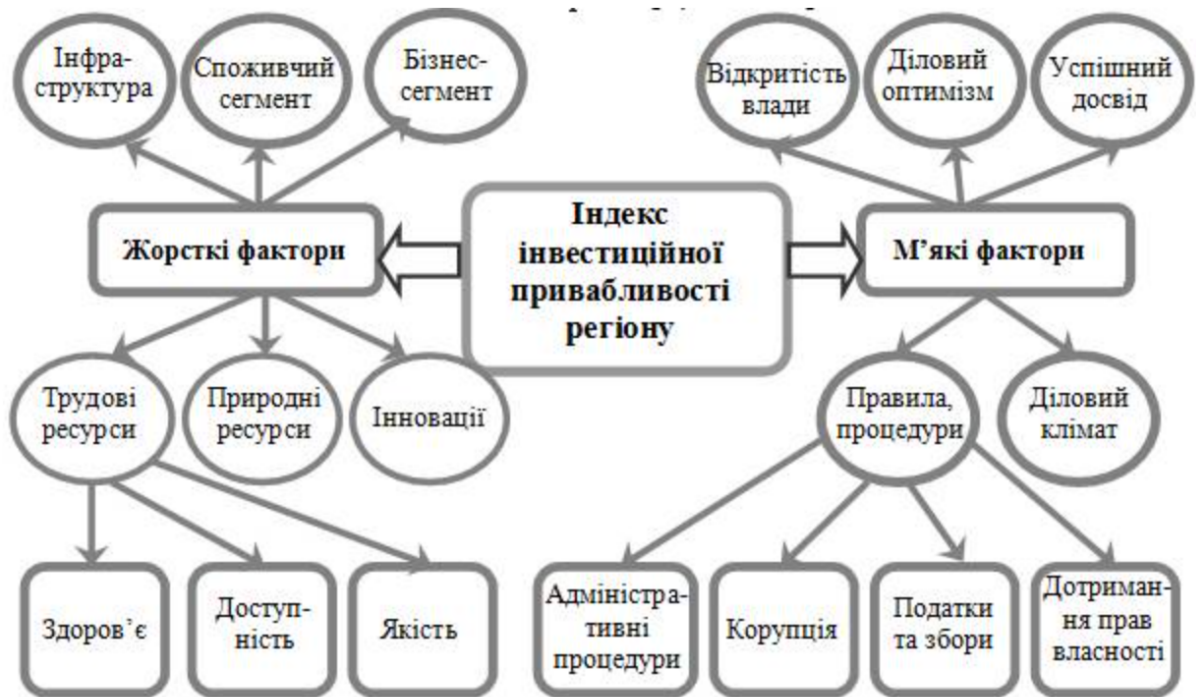 Інфра-
структура
Споживчий
сегмент
Бізнес-
сегмент
Відкритість
влади
Діловий
оптимізм
Успішний
досвід
Жорсткі фактори
Індекс
інвестиційної
привабливості
регіону
М’які фактори
Трудові
ресурси
Природні
ресурси
Інновації
Правила,
процедури
Діловий
клімат
Здоров’є
Доступ-
ність
Якість
Адміністра-
тивні
процедури
Корупція
Податки
та збори
Дотриман-
ня прав
власності